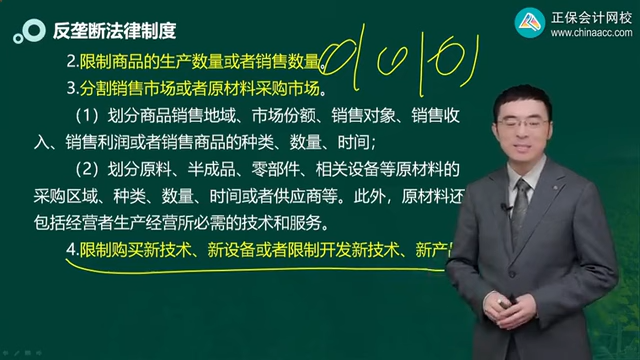 反垄断法律制度
正保会计网校
www.chinaacc.com
2.限制商品的生产数量或者销售数量。
3.分割销售市场或者原材料采购市场。
（1）划分商品销售地域、市场份额、销售对象、销售收
入、销售利润或者销售商品的种类、数量、时间；
（2）划分原料、半成品、零部件、相关设备等原材料的
采购区域、种类、数量、时间或者供应商等。此外，原材料还
包括经营者生产经营所必需的技术和服务。
4.限制购买新技术、新设备或者限制开发新技术、新产